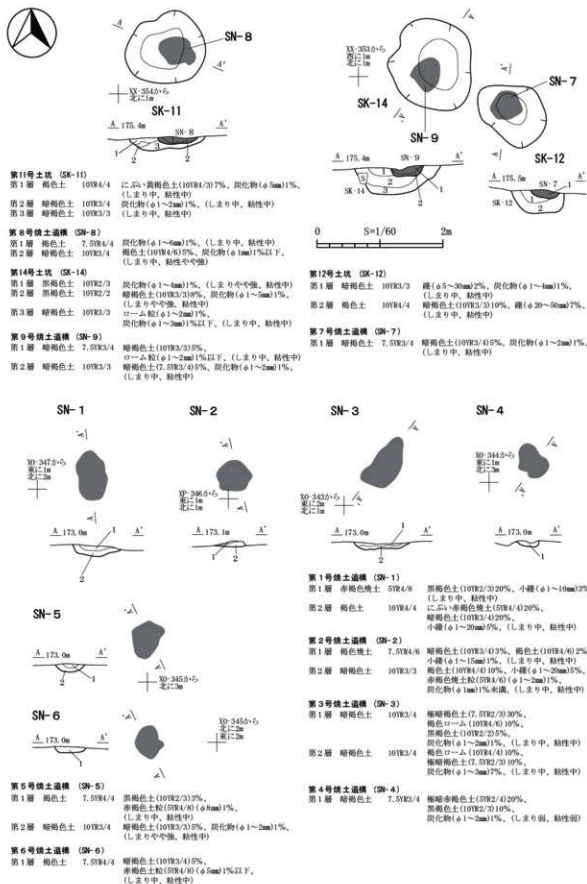 SN-8
A
A'
XX-354から
北に1m
SK-11
A 175.4m SN-8 A'
1 2 3
第11号土坑 (SK-11)
第1層 褐色土 10YR4/4 にぶい黄褐色土(10YR4/3)7%、炭化物(φ5mm)1%、
(しまり中、粘性中)
第2層 暗褐色土 10YR3/4 炭化物(φ1~2mm)1%、(しまり中、粘性中)
第3層 暗褐色土 10YR3/3 (しまり中、粘性中)
第8号焼土遺構 (SN-8)
第1層 褐色土 7.5YR4/4 炭化物(φ1~6mm)1%、(しまり中、粘性中)
第2層 暗褐色土 10YR3/4 褐色土(10YR4/6)5%、炭化物(φ1mm)1%以下、
(しまり中、粘性やや強)
第14号土坑 (SK-14)
第1層 黒褐色土 10YR2/3 炭化物(φ1~4mm)1%、(しまりやや強、粘性中)
第2層 黒褐色土 10YR2/2 暗褐色土(10YR3/3)8%、炭化物(φ1~5mm)1%、
(しまりやや強、粘性中)
第3層 暗褐色土 10YR3/3 ローム粒(φ1~2mm)1%、
炭化物(φ1~3mm)1%以下、(しまり中、粘性中)
第9号焼土遺構 (SN-9)
第1層 暗褐色土 7.5YR3/4 暗褐色土(10YR3/3)5%、
ローム粒(φ1~2mm)1%以下、(しまり中、粘性中)
第2層 暗褐色土 10YR3/3 暗褐色土(7.5YR3/4)5%、炭化物(φ1~2mm)1%、
(しまり中、粘性中)
XX-353から
西に1m
北に1m
SK-14
SN-9
SN-7
SK-12
A 175.4m SN-9 A'
SK-14 S 1 2 3 1 2
A 175.5m A'
SK-12 SN-7 1 2 1
0 S=1/60 2m
第12号土坑 (SK-12)
第1層 暗褐色土 10YR3/3 礫(φ5~30mm)2%、炭化物(φ1~4mm)1%、
(しまり中、粘性中)
第2層 褐色土 10YR4/4 暗褐色土(10YR3/3)10%、礫(φ20~50mm)7%、
(しまり中、粘性中)
第7号焼土遺構 (SN-7)
第1層 暗褐色土 7.5YR3/4 暗褐色土(10YR3/4)5%、炭化物(φ1~2mm)1%、
(しまり中、粘性中)
SN-1
XO-347から
東に1m
北に2m
A 173.0m A'
1 2
SN-2
XP-346から
東に1m
北に1m
A 173.1m A'
1 2
SN-3
XO-343から
東に2m
北に1m
A 173.0m A'
1 2
SN-4
XO-344から
東に1m
北に3m
A 173.0m A'
1
SN-5
A 173.0m A'
2 1
XO-345から
北に3m
SN-6
A 173.0m A'
1
XO-345から
北に2m
東に2m
第1号焼土遺構 (SN-1)
第1層 赤褐色焼土 5YR4/8 黒褐色土(10YR2/3)20%、小礫(φ1~10mm)3%
(しまり中、粘性中)
第2層 褐色土 10YR4/4 にぶい赤褐色焼土(5YR4/4)20%、
暗褐色土(10YR3/4)20%、
小礫(φ1~20mm)5%、(しまり中、粘性中)
第2号焼土遺構 (SN-2)
第1層 褐色焼土 7.5YR4/6 暗褐色土(10YR3/4)3%、褐色土(10YR4/6)2%
小礫(φ1~15mm)1%、(しまり中、粘性中)
第2層 暗褐色土 10YR3/3 褐色土(10YR4/4)10%、小礫(φ1~20mm)5%、
赤褐色焼土粒(5YR4/6)(φ1~2mm)1%、
炭化物(φ1mm)1%未満、(しまり中、粘性中)
第3号焼土遺構 (SN-3)
第1層 暗褐色土 10YR3/4 極暗褐色土(7.5YR2/3)30%、
褐色ローム(10YR4/6)10%、
黒褐色土(10YR2/2)5%、
炭化物(φ1~2mm)1%、(しまり中、粘性中)
第2層 暗褐色土 10YR3/4 褐色ローム(10YR4/4)10%、
極暗褐色土(7.5YR2/3)10%、
炭化物(φ1~3mm)7%、(しまり中、粘性中)
第4号焼土遺構 (SN-4)
第1層 暗褐色土 7.5YR3/4 極暗赤褐色土(5YR2/4)20%、
黒褐色土(10YR2/3)10%、
炭化物(φ1~2mm)1%、(しまり弱、粘性弱)
第5号焼土遺構 (SN-5)
第1層 褐色土 7.5YR4/4 黒褐色土(10YR2/3)3%、
赤褐色土粒(5YR4/8)(φ8mm)1%、
(しまり中、粘性中)
第2層 暗褐色土 10YR3/4 暗褐色土(10YR3/3)5%、炭化物(φ1~2mm)1%、
(しまりやや強、粘性中)
第6号焼土遺構 (SN-6)
第1層 褐色土 7.5YR4/4 暗褐色土(10YR3/4)5%、
赤褐色土粒(5YR4/8)(φ5mm)1%以下、
(しまり中、粘性中)